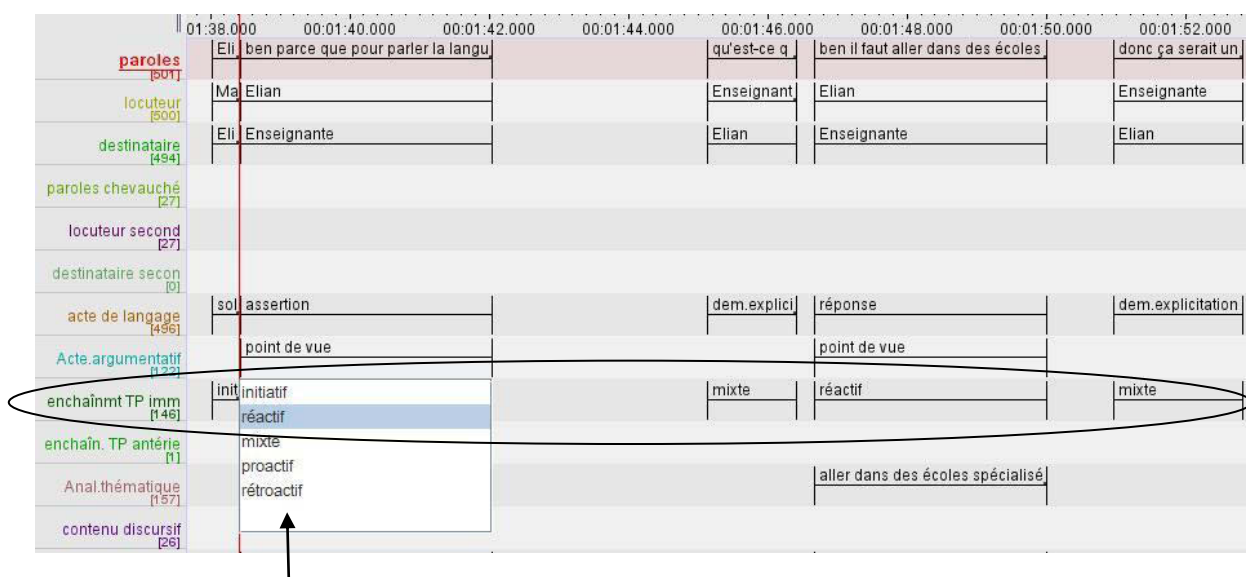 01:38.000 00:01:40.000 00:01:42.000 00:01:44.000 00:01:46.000 00:01:48.000 00:01:50.000 00:01:52.000
paroles Eli ben parce que pour parler la langu qu'est-ce q ben il faut aller dans des écoles donc ça serait un
[501]
locuteur Ma Elian Enseignant Elian Enseignante
[500]
destinataire Eli Enseignante Elian Enseignante Elian
[494]
paroles chevauché
[27]
locuteur second
[27]
destinataire secon
[0]
acte de langage sol assertion dem.explici réponse dem.explicitation
[496]
Acte.argumentatif point de vue point de vue
[122]
enchaînmt TP imm init initiatif mixte réactif mixte
[146]
réactif
enchaîn. TP antérie mixte
[1]
proactif
Anal.thématique rétroactif aller dans des écoles spécialisé
[157]
contenu discursif
[26]